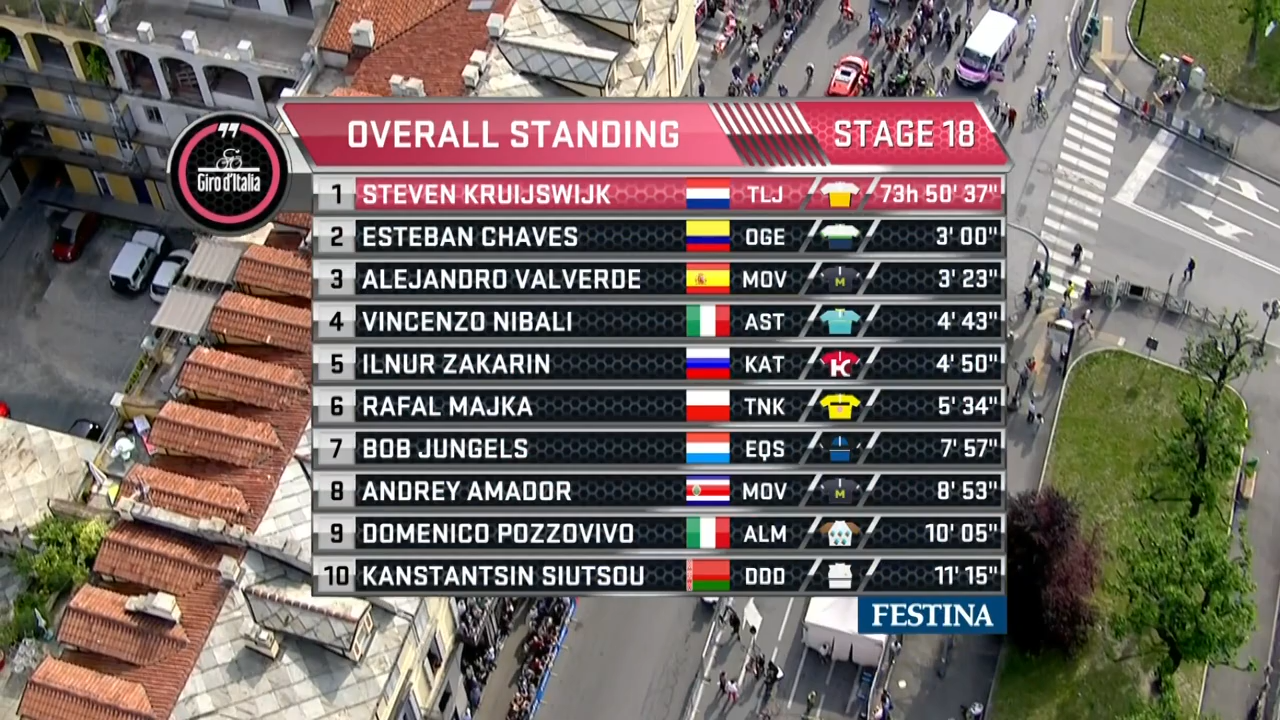 OVERALL STANDING STAGE 18
Giro d'Italia
1 STEVEN KRUIJSWIJK TLJ 73h 50' 37"
2 ESTEBAN CHAVES OGE 3' 00"
3 ALEJANDRO VALVERDE MOV M 3' 23"
4 VINCENZO NIBALI AST 4' 43"
5 ILNUR ZAKARIN KAT K 4' 50"
6 RAFAL MAJKA TNK 5' 34"
7 BOB JUNGELS EQS 7' 57"
8 ANDREY AMADOR MOV M 8' 53"
9 DOMENICO POZZOVIVO ALM 10' 05"
10 KANSTANTSIN SIUTSOU DDD 11' 15"
FESTINA